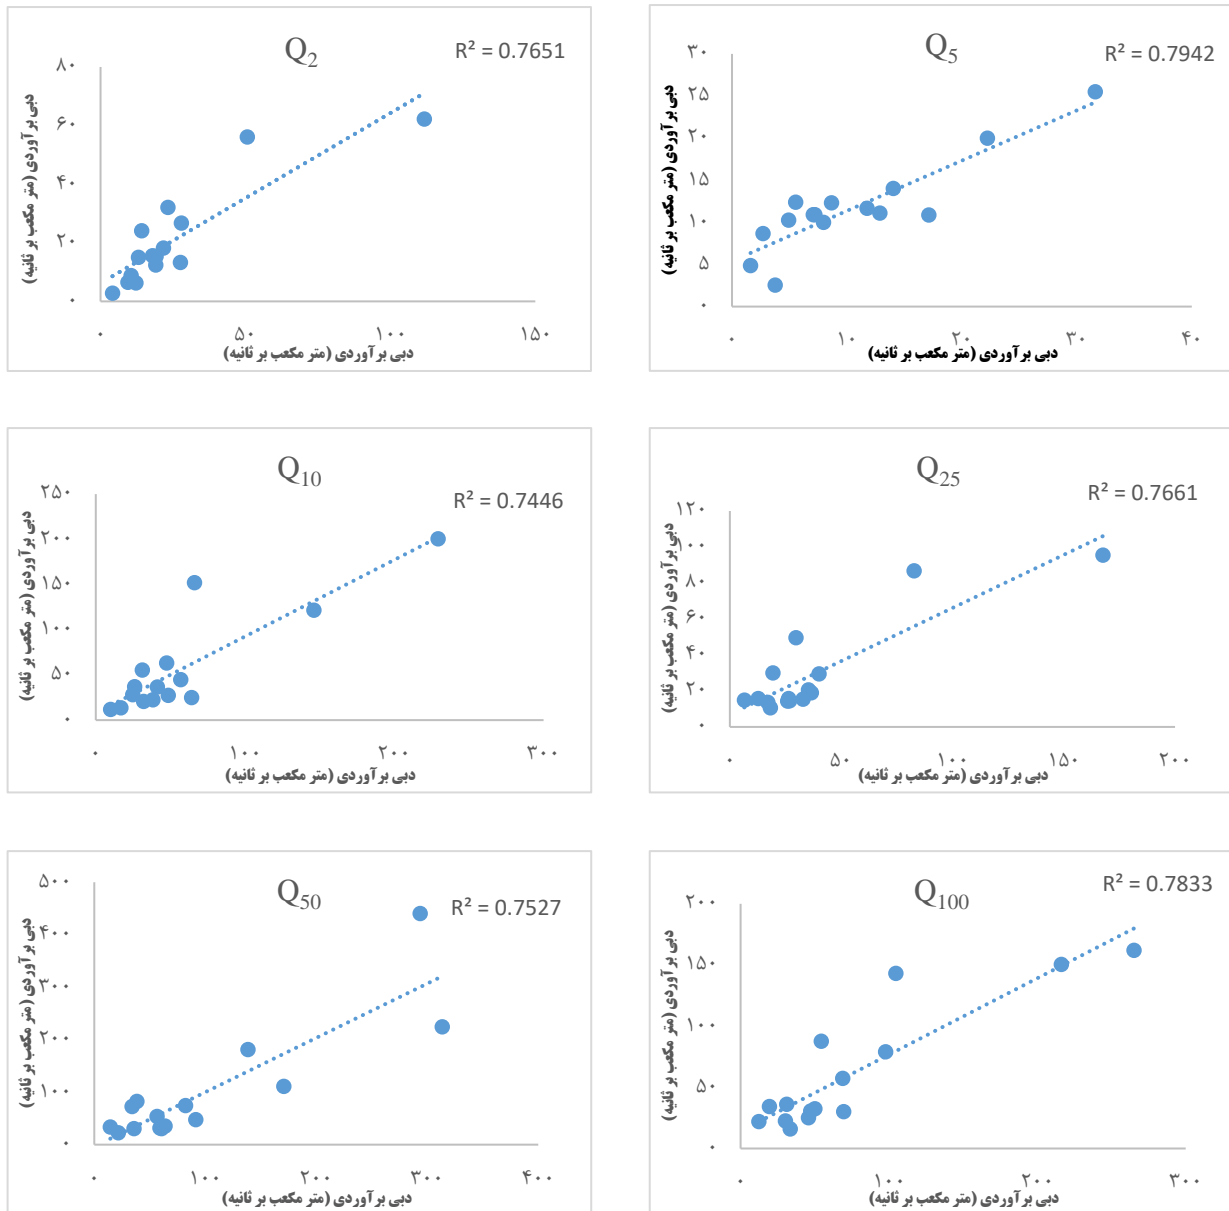 Q₂
R² = 0.7651
۸۰
۶۰
۴۰
۲۰
۰
۰ ۵۰ ۱۰۰ ۱۵۰
دبی برآوردی (متر مکعب بر ثانیه)
دبی برآوردی (متر مکعب بر ثانیه)
Q₅
R² = 0.7942
۳۰
۲۵
۲۰
۱۵
۱۰
۵
۰
۰ ۱۰ ۲۰ ۳۰ ۴۰
دبی برآوردی (متر مکعب بر ثانیه)
دبی برآوردی (متر مکعب بر ثانیه)
Q₁₀
R² = 0.7446
۲۵۰
۲۰۰
۱۵۰
۱۰۰
۵۰
۰
۰ ۱۰۰ ۲۰۰ ۳۰۰
دبی برآوردی (متر مکعب بر ثانیه)
دبی برآوردی (متر مکعب بر ثانیه)
Q₂₅
R² = 0.7661
۱۲۰
۱۰۰
۸۰
۶۰
۴۰
۲۰
۰
۰ ۵۰ ۱۰۰ ۱۵۰ ۲۰۰
دبی برآوردی (متر مکعب بر ثانیه)
دبی برآوردی (متر مکعب بر ثانیه)
Q₅₀
R² = 0.7527
۵۰۰
۴۰۰
۳۰۰
۲۰۰
۱۰۰
۰
۰ ۱۰۰ ۲۰۰ ۳۰۰ ۴۰۰
دبی برآوردی (متر مکعب بر ثانیه)
دبی برآوردی (متر مکعب بر ثانیه)
Q₁₀₀
R² = 0.7833
۲۰۰
۱۵۰
۱۰۰
۵۰
۰
۰ ۱۰۰ ۲۰۰ ۳۰۰
دبی برآوردی (متر مکعب بر ثانیه)
دبی برآوردی (متر مکعب بر ثانیه)